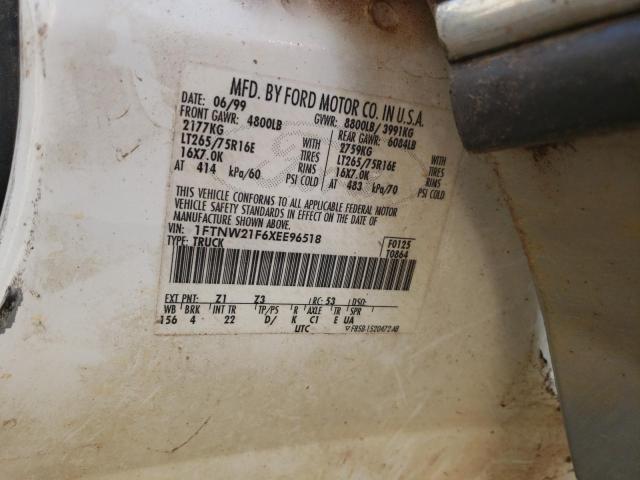 MFD. BY FORD MOTOR CO. IN U.S.A.
DATE: 06/99 GVWR: 8800LB/ 3991KG
FRONT GAWR: 4800LB REAR GAWR: 6084LB
2177KG WITH 2759KG WITH
LT265/75R16E TIRES LT265/75R16E TIRES
16X7.0K RIMS 16X7.0K RIMS
AT 414 kPa/60 PSI COLD AT 483 kPa/70 PSI COLD
THIS VEHICLE CONFORMS TO ALL APPLICABLE FEDERAL MOTOR
VEHICLE SAFETY STANDARDS IN EFFECT ON THE DATE OF
MANUFACTURE SHOWN ABOVE.
VIN: 1FTNW21F6XEE96518 F0125
TYPE: TRUCK T0864
EXT PNT: Z1 Z3 RC: 53 DSO:
WB BRK INT TR TP/PS R AXLE TR SPR
156 4 22 D/ K C1 E UA
UTC F85B-1520472-AB